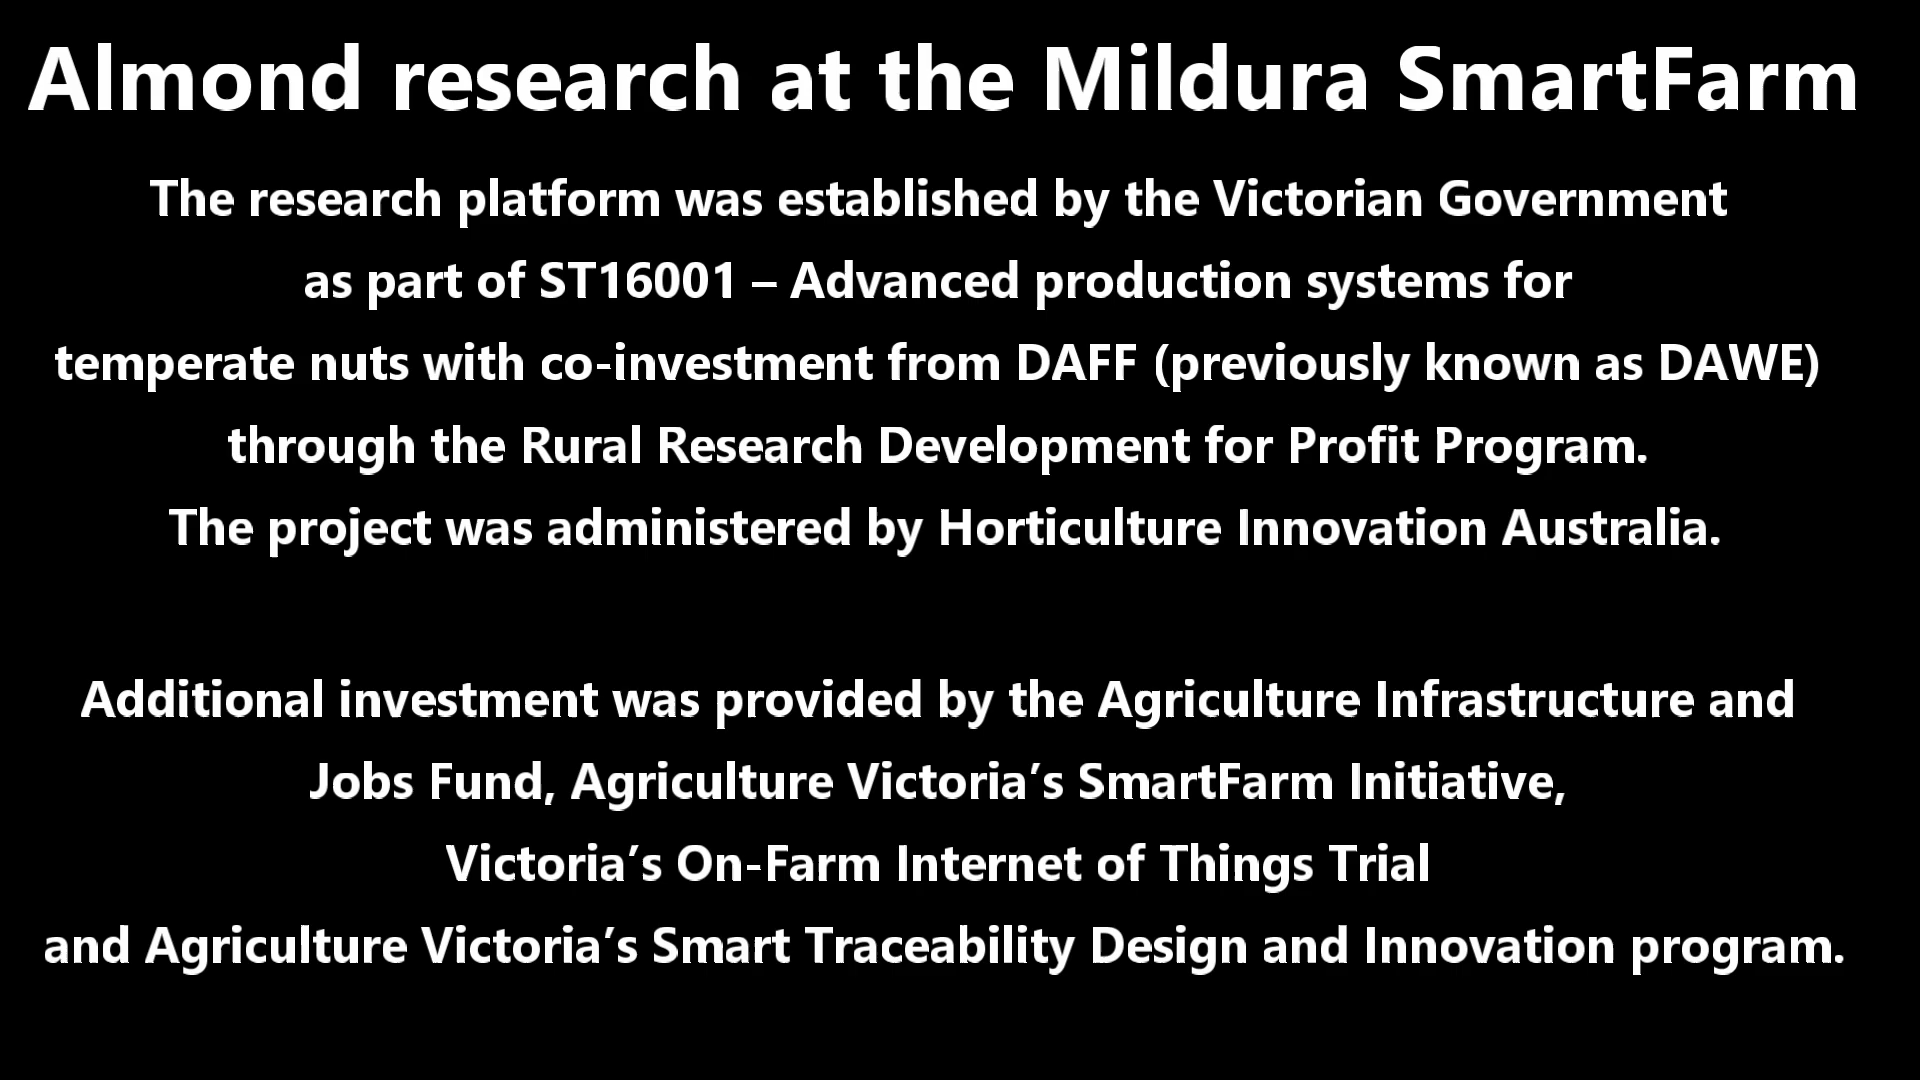 Almond research at the Mildura SmartFarm
The research platform was established by the Victorian Government
as part of ST16001 – Advanced production systems for
temperate nuts with co-investment from DAFF (previously known as DAWE)
through the Rural Research Development for Profit Program.
The project was administered by Horticulture Innovation Australia.
Additional investment was provided by the Agriculture Infrastructure and
Jobs Fund, Agriculture Victoria’s SmartFarm Initiative,
Victoria’s On-Farm Internet of Things Trial
and Agriculture Victoria’s Smart Traceability Design and Innovation program.